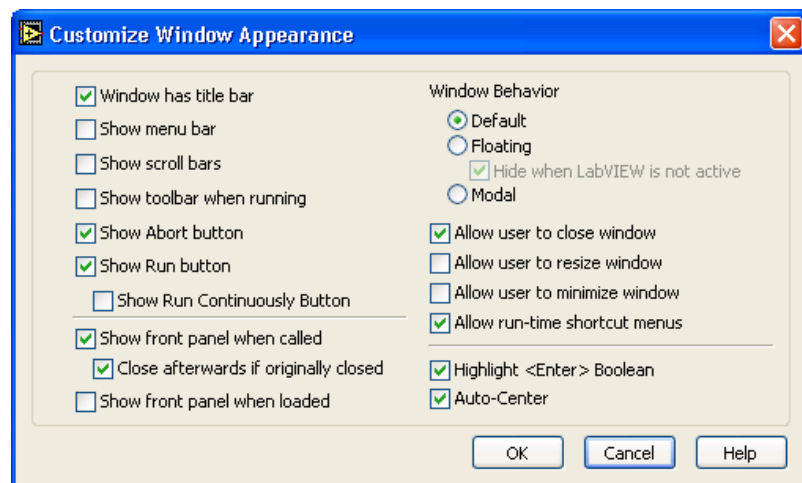 Customize Window Appearance
Window has title bar
Show menu bar
Show scroll bars
Show toolbar when running
Show Abort button
Show Run button
Show Run Continuously Button
Show front panel when called
Close afterwards if originally closed
Show front panel when loaded
Window Behavior
Default
Floating
Hide when LabVIEW is not active
Modal
Allow user to close window
Allow user to resize window
Allow user to minimize window
Allow run-time shortcut menus
Highlight <Enter> Boolean
Auto-Center
OK Cancel Help